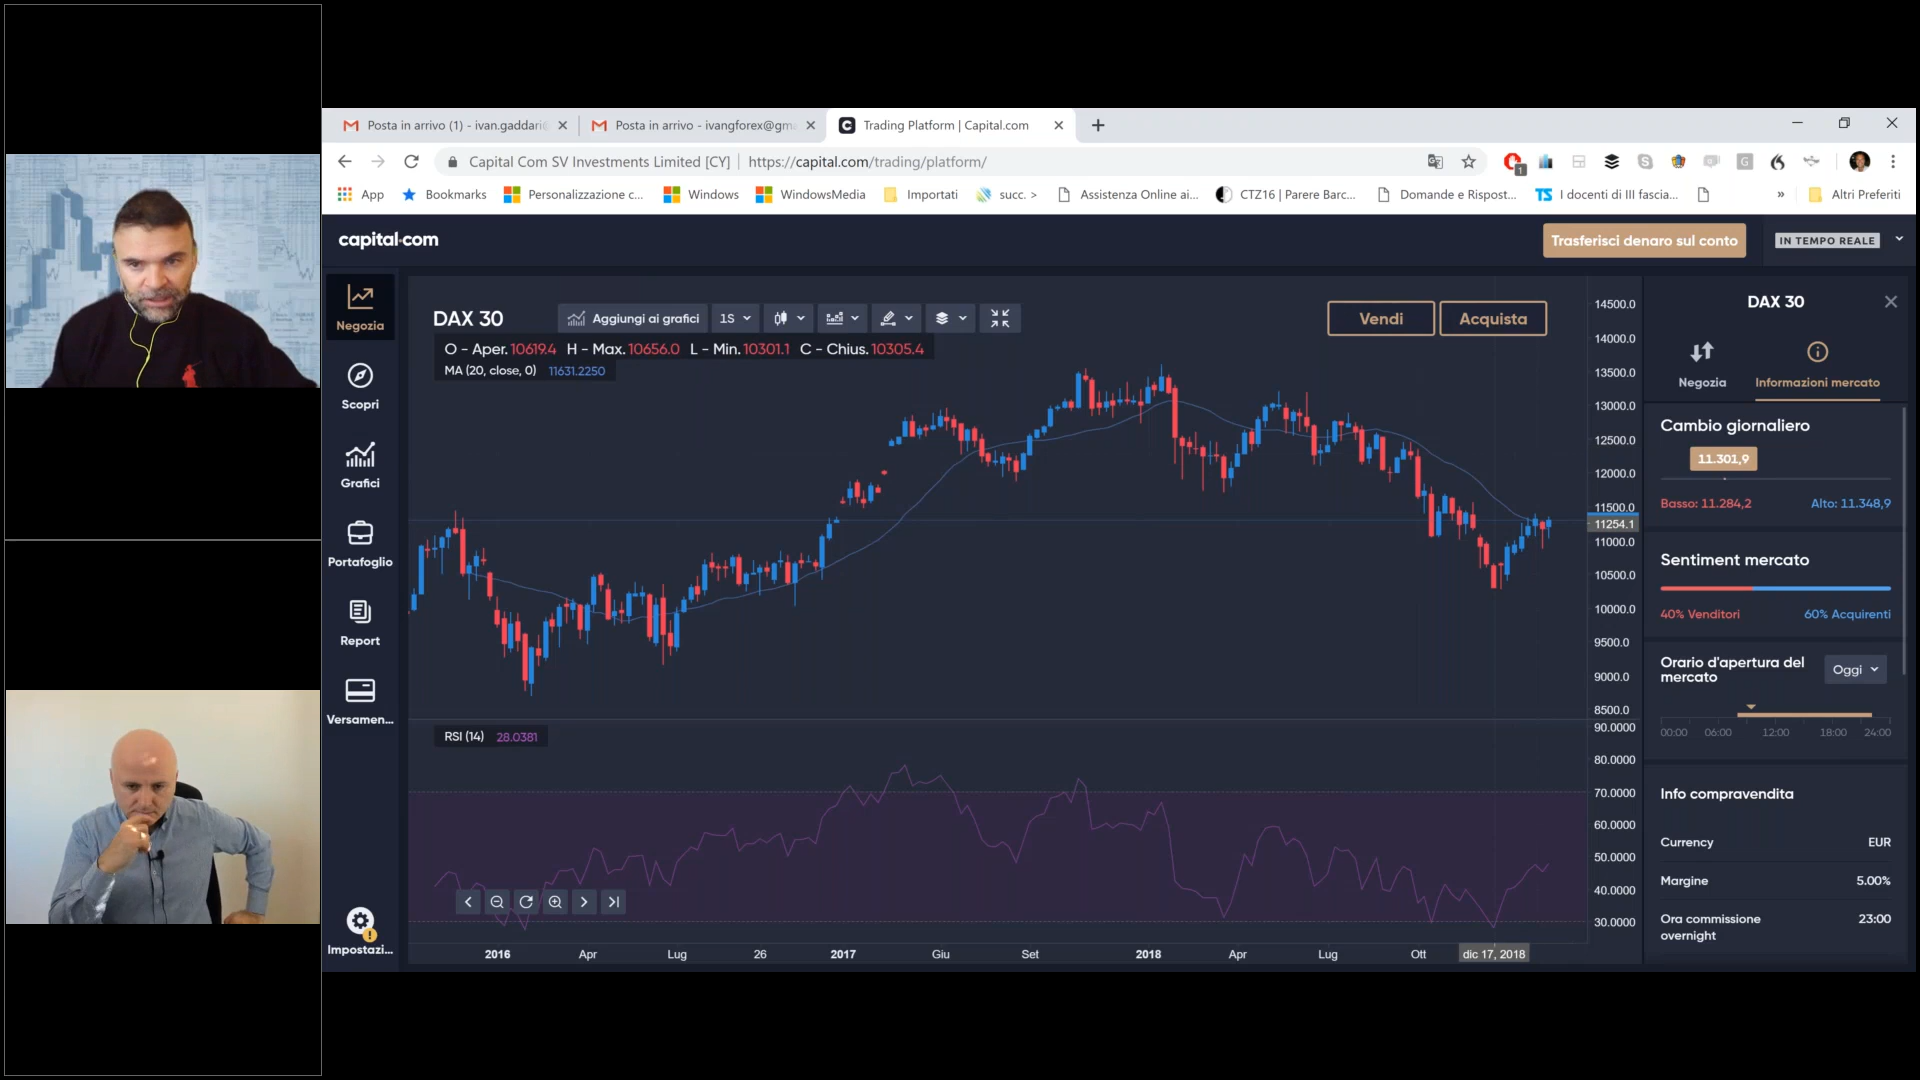 Posta in arrivo (1) - ivan.gaddari
Posta in arrivo - ivangforex@gm
Trading Platform | Capital.com
Capital Com SV Investments Limited [CY]
https://capital.com/trading/platform/
1
App
Bookmarks
Personalizzazione c...
Windows
WindowsMedia
Importati
succ. >
Assistenza Online ai...
CTZ16 | Parere Barc...
Domande e Rispost...
TS
I docenti di III fascia...
»
Altri Preferiti
capital.com
Trasferisci denaro sul conto
IN TEMPO REALE
Negozia
Scopri
Grafici
Portafoglio
Report
Versamen...
Impostazi...
DAX 30
Aggiungi ai grafici
1S
Vendi
Acquista
O - Aper. 10619.4 H - Max. 10656.0 L - Min. 10301.1 C - Chius. 10305.4
MA (20, close, 0) 11631.2250
14500.0
14000.0
13500.0
13000.0
12500.0
12000.0
11500.0
11254.1
11000.0
10500.0
10000.0
9500.0
9000.0
8500.0
RSI (14) 28.0381
90.0000
80.0000
70.0000
60.0000
50.0000
40.0000
30.0000
2016
Apr
Lug
26
2017
Giu
Set
2018
Apr
Lug
Ott
dic 17, 2018
DAX 30
Negozia
Informazioni mercato
Cambio giornaliero
11.301,9
Basso: 11.284,2
Alto: 11.348,9
Sentiment mercato
40% Venditori
60% Acquirenti
Orario d'apertura del
mercato
Oggi
00:00
06:00
12:00
18:00
24:00
Info compravendita
Currency
EUR
Margine
5.00%
Ora commissione
overnight
23:00